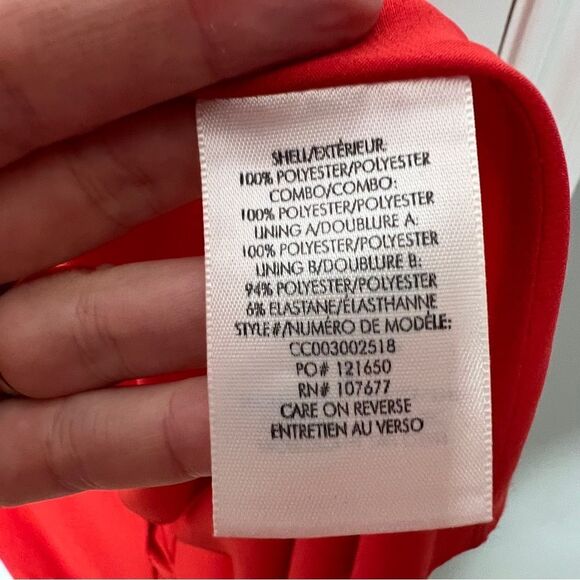 SHELL/EXTÉRIEUR:
100% POLYESTER/POLYESTER
COMBO/COMBO:
100% POLYESTER/POLYESTER
LINING A/DOUBLURE A:
100% POLYESTER/POLYESTER
LINING B/DOUBLURE B:
94% POLYESTER/POLYESTER
6% ELASTANE/ÉLASTHANNE
STYLE#/NUMÉRO DE MODÈLE:
CC003002518
PO# 121650
RN# 107677
CARE ON REVERSE
ENTRETIEN AU VERSO